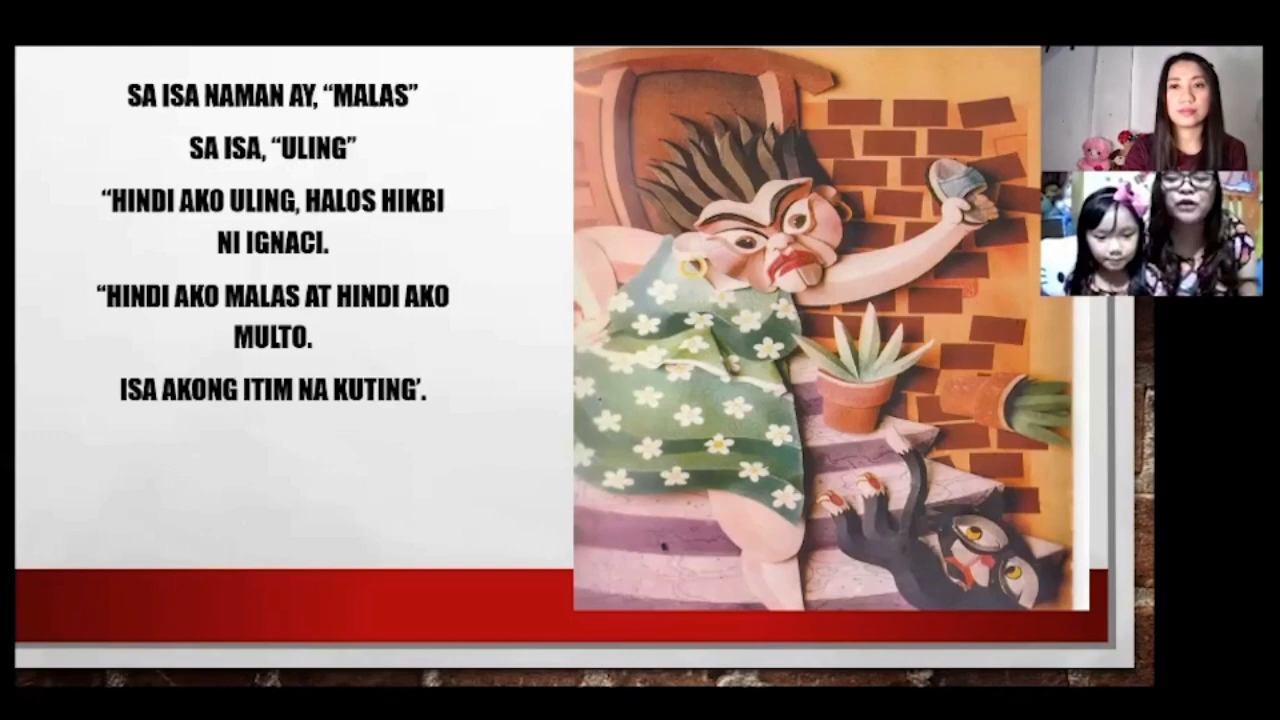 SA ISA NAMAN AY, “MALAS”
SA ISA, “ULING”
“HINDI AKO ULING, HALOS HIKBI
NI IGNACI.
“HINDI AKO MALAS AT HINDI AKO
MULTO.
ISA AKONG ITIM NA KUTING’.